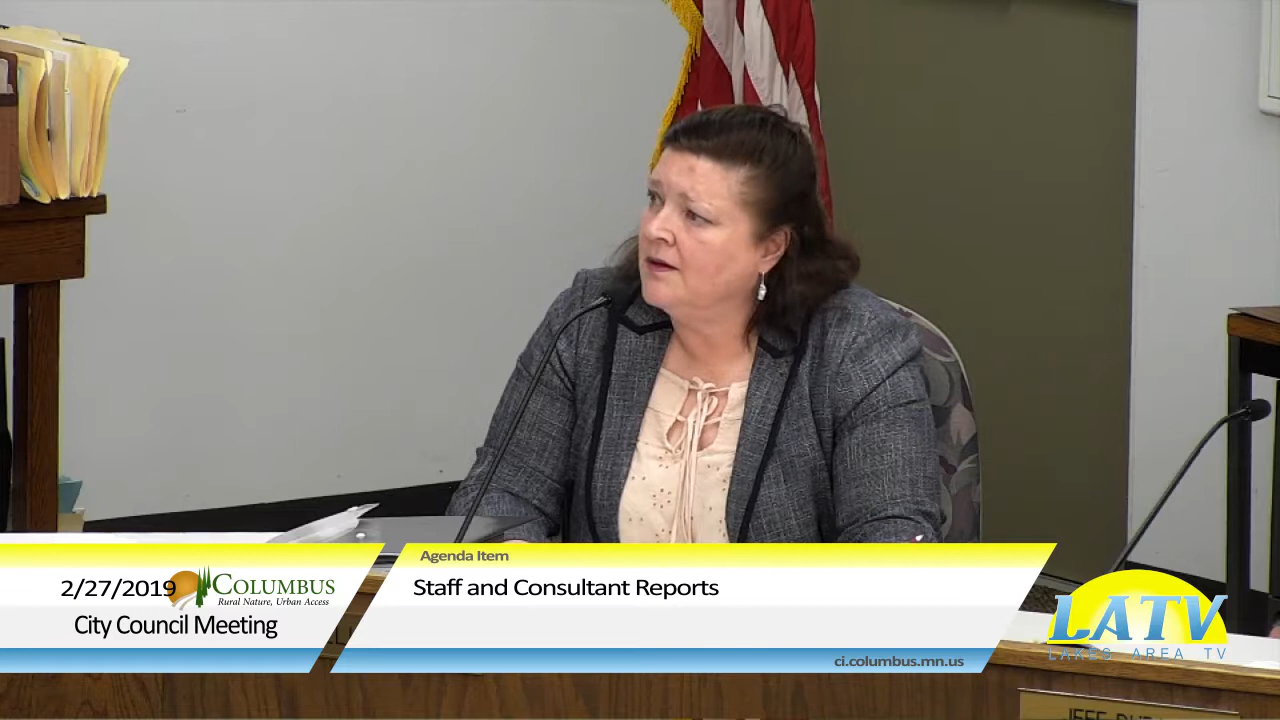 Agenda Item
2/27/2019
COLUMBUS
Rural Nature, Urban Access
City Council Meeting
Staff and Consultant Reports
ci.columbus.mn.us
LATV
LAKES AREA TV
JEFF